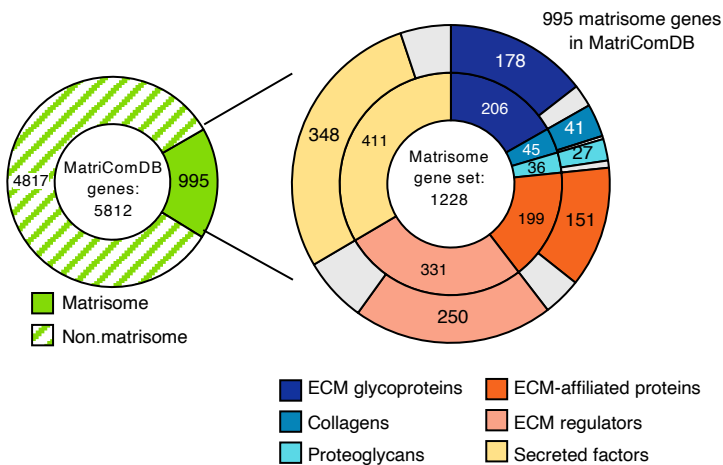 995 matrisome genes
in MatriComDB
178
206
348
411
41
45
27
36
MatriComDB
genes:
5812
4817
995
Matrisome
gene set:
1228
199
151
331
250
Matrisome
Non.matrisome
ECM glycoproteins
ECM-affiliated proteins
Collagens
ECM regulators
Proteoglycans
Secreted factors